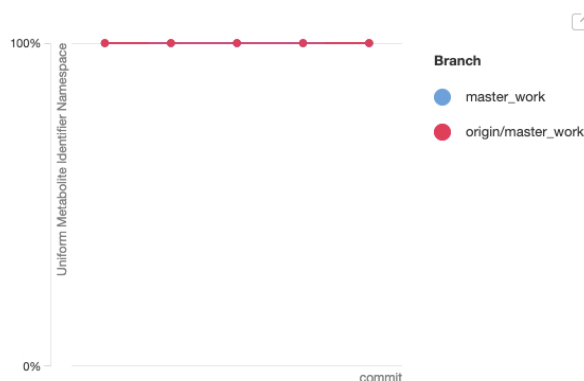 100%
Uniform Metabolite Identifier Namespace
0%
commit
Branch
master_work
origin/master_work